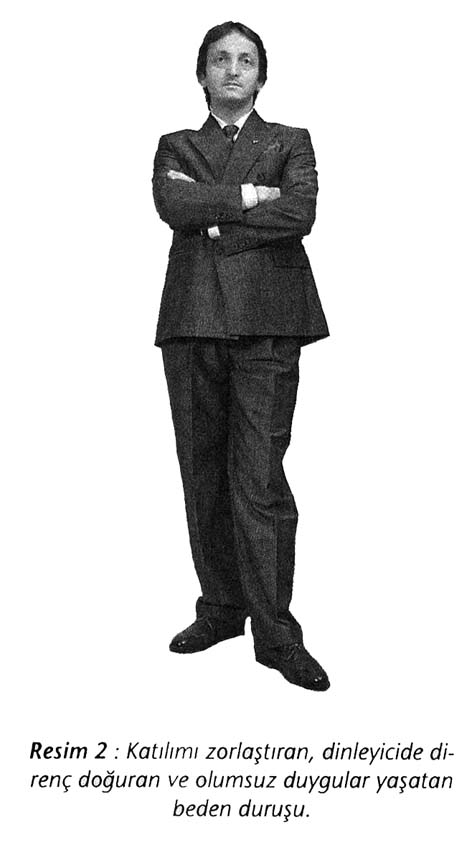 Resim 2 : Katılımı zorlaştıran, dinleyicide di-
renç doğuran ve olumsuz duygular yaşatan
beden duruşu.